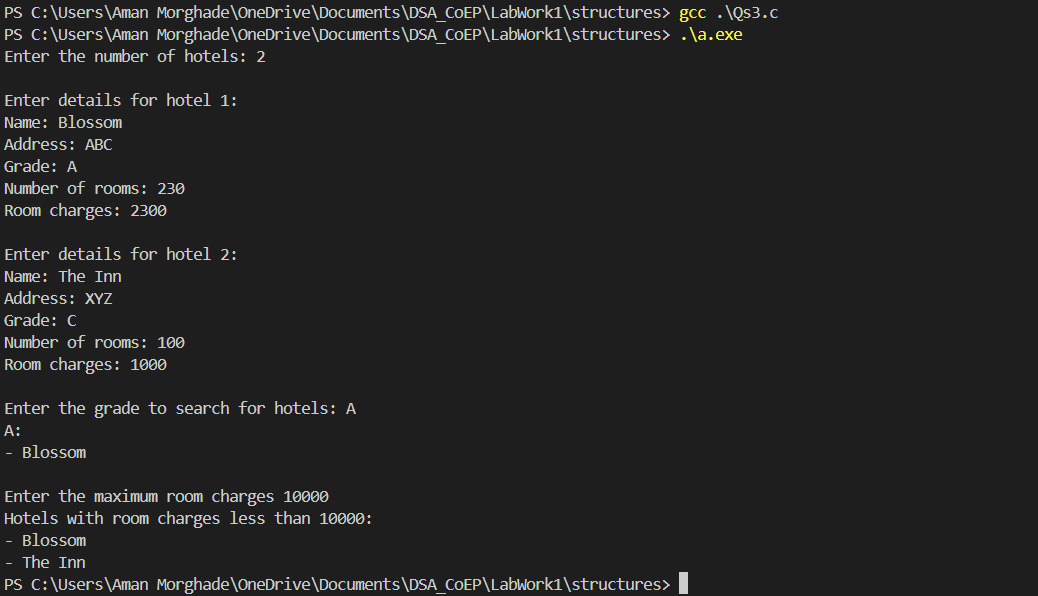 PS C:\Users\Aman Morghade\OneDrive\Documents\DSA_CoEP\LabWork1\structures> gcc .\Qs3.c
PS C:\Users\Aman Morghade\OneDrive\Documents\DSA_CoEP\LabWork1\structures> .\a.exe
Enter the number of hotels: 2
Enter details for hotel 1:
Name: Blossom
Address: ABC
Grade: A
Number of rooms: 230
Room charges: 2300
Enter details for hotel 2:
Name: The Inn
Address: XYZ
Grade: C
Number of rooms: 100
Room charges: 1000
Enter the grade to search for hotels: A
A:
- Blossom
Enter the maximum room charges 10000
Hotels with room charges less than 10000:
- Blossom
- The Inn
PS C:\Users\Aman Morghade\OneDrive\Documents\DSA_CoEP\LabWork1\structures>